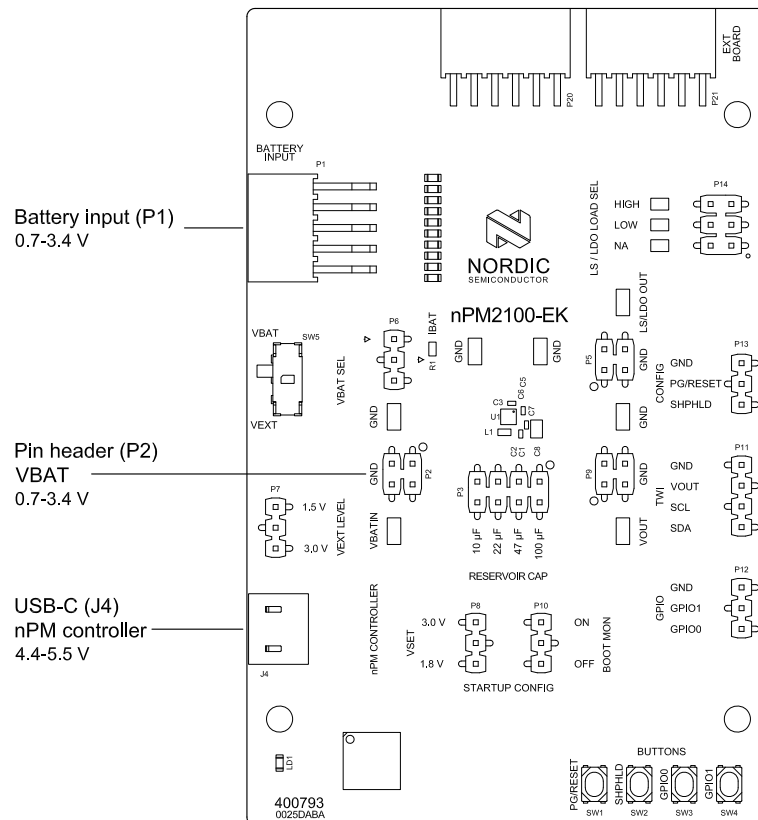 EXT
BOARD
P20
P21
BATTERY
INPUT
P1
Battery input (P1)
0.7-3.4 V
NORDIC
SEMICONDUCTOR
nPM2100-EK
LS / LDO LOAD SEL
HIGH
LOW
NA
P14
LS/LDO OUT
VBAT
SW5
VEXT
VBAT SEL
P6
IBAT
R1
GND
GND
GND
P5
GND
GND
CONFIG
P13
GND
PG/RESET
SHPHLD
C5
C6
C3
C7
U1
L1
C2
C1
C8
Pin header (P2)
VBAT
0.7-3.4 V
GND
P2
VBATIN
P7
1.5 V
3.0 V
VEXT LEVEL
P3
10 µF
22 µF
47 µF
100 µF
RESERVOIR CAP
P9
GND
VOUT
TWI
P11
GND
VOUT
SCL
SDA
USB-C (J4)
nPM controller
4.4-5.5 V
J4
nPM CONTROLLER
VSET
P8
3.0 V
1.8 V
P10
ON
OFF
BOOT MON
STARTUP CONFIG
GPIO
P12
GND
GPIO1
GPIO0
LD1
400793
0025DABA
BUTTONS
PG/RESET
SHPHLD
GPIO0
GPIO1
SW1
SW2
SW3
SW4